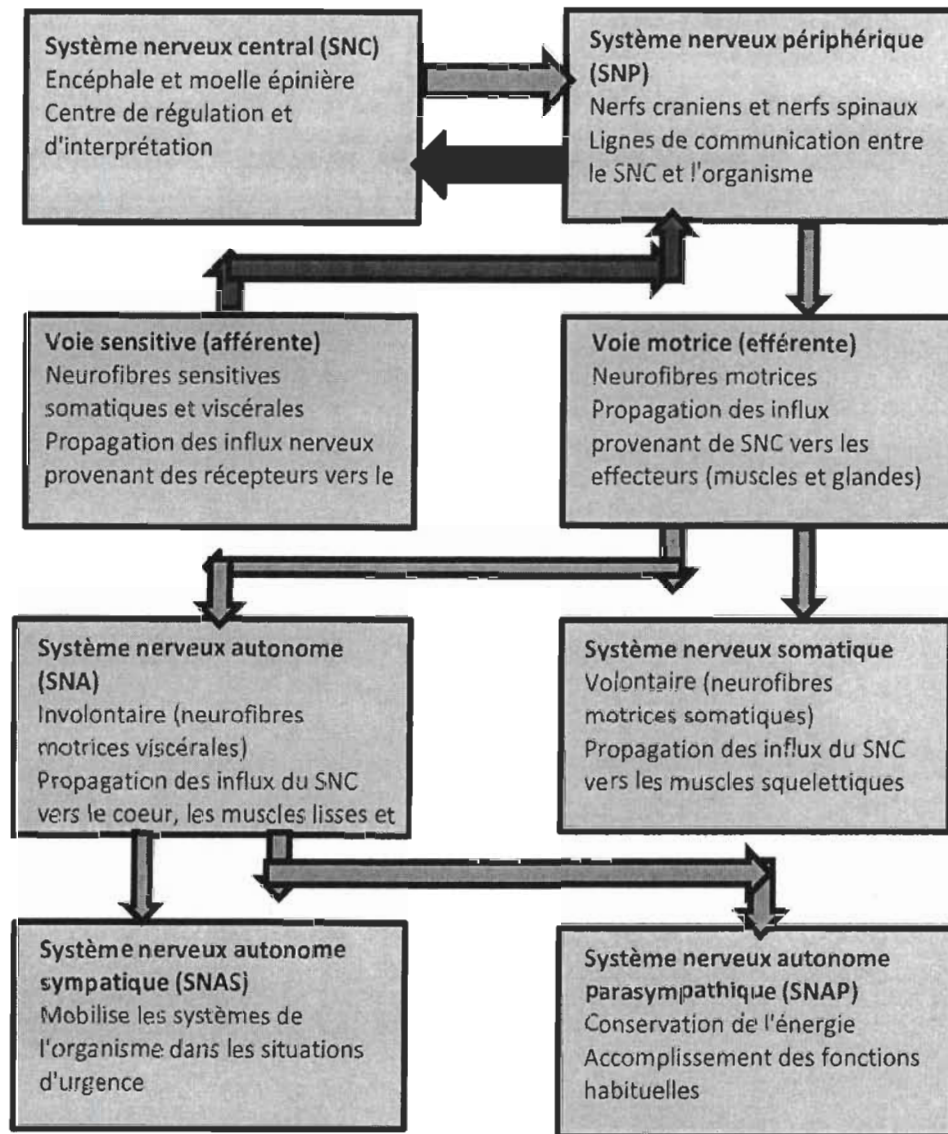 Système nerveux central (SNC)
Encéphale et moelle épinière
Centre de régulation et
d'interprétation
Système nerveux périphérique
(SNP)
Nerfs craniens et nerfs spinaux
Lignes de communication entre
le SNC et l'organisme
Voie sensitive (afférente)
Neurofibres sensitives
somatiques et viscérales
Propagation des influx nerveux
provenant des récepteurs vers le
Voie motrice (efférente)
Neurofibres motrices
Propagation des influx
provenant de SNC vers les
effecteurs (muscles et glandes)
Système nerveux autonome
(SNA)
Involontaire (neurofibres
motrices viscérales)
Propagation des influx du SNC
vers le coeur, les muscles lisses et
Système nerveux somatique
Volontaire (neurofibres
motrices somatiques)
Propagation des influx du SNC
vers les muscles squelettiques
Système nerveux autonome
sympatique (SNAS)
Mobilise les systèmes de
l'organisme dans les situations
d'urgence
Système nerveux autonome
parasympathique (SNAP)
Conservation de l'énergie
Accomplissement des fonctions
habituelles